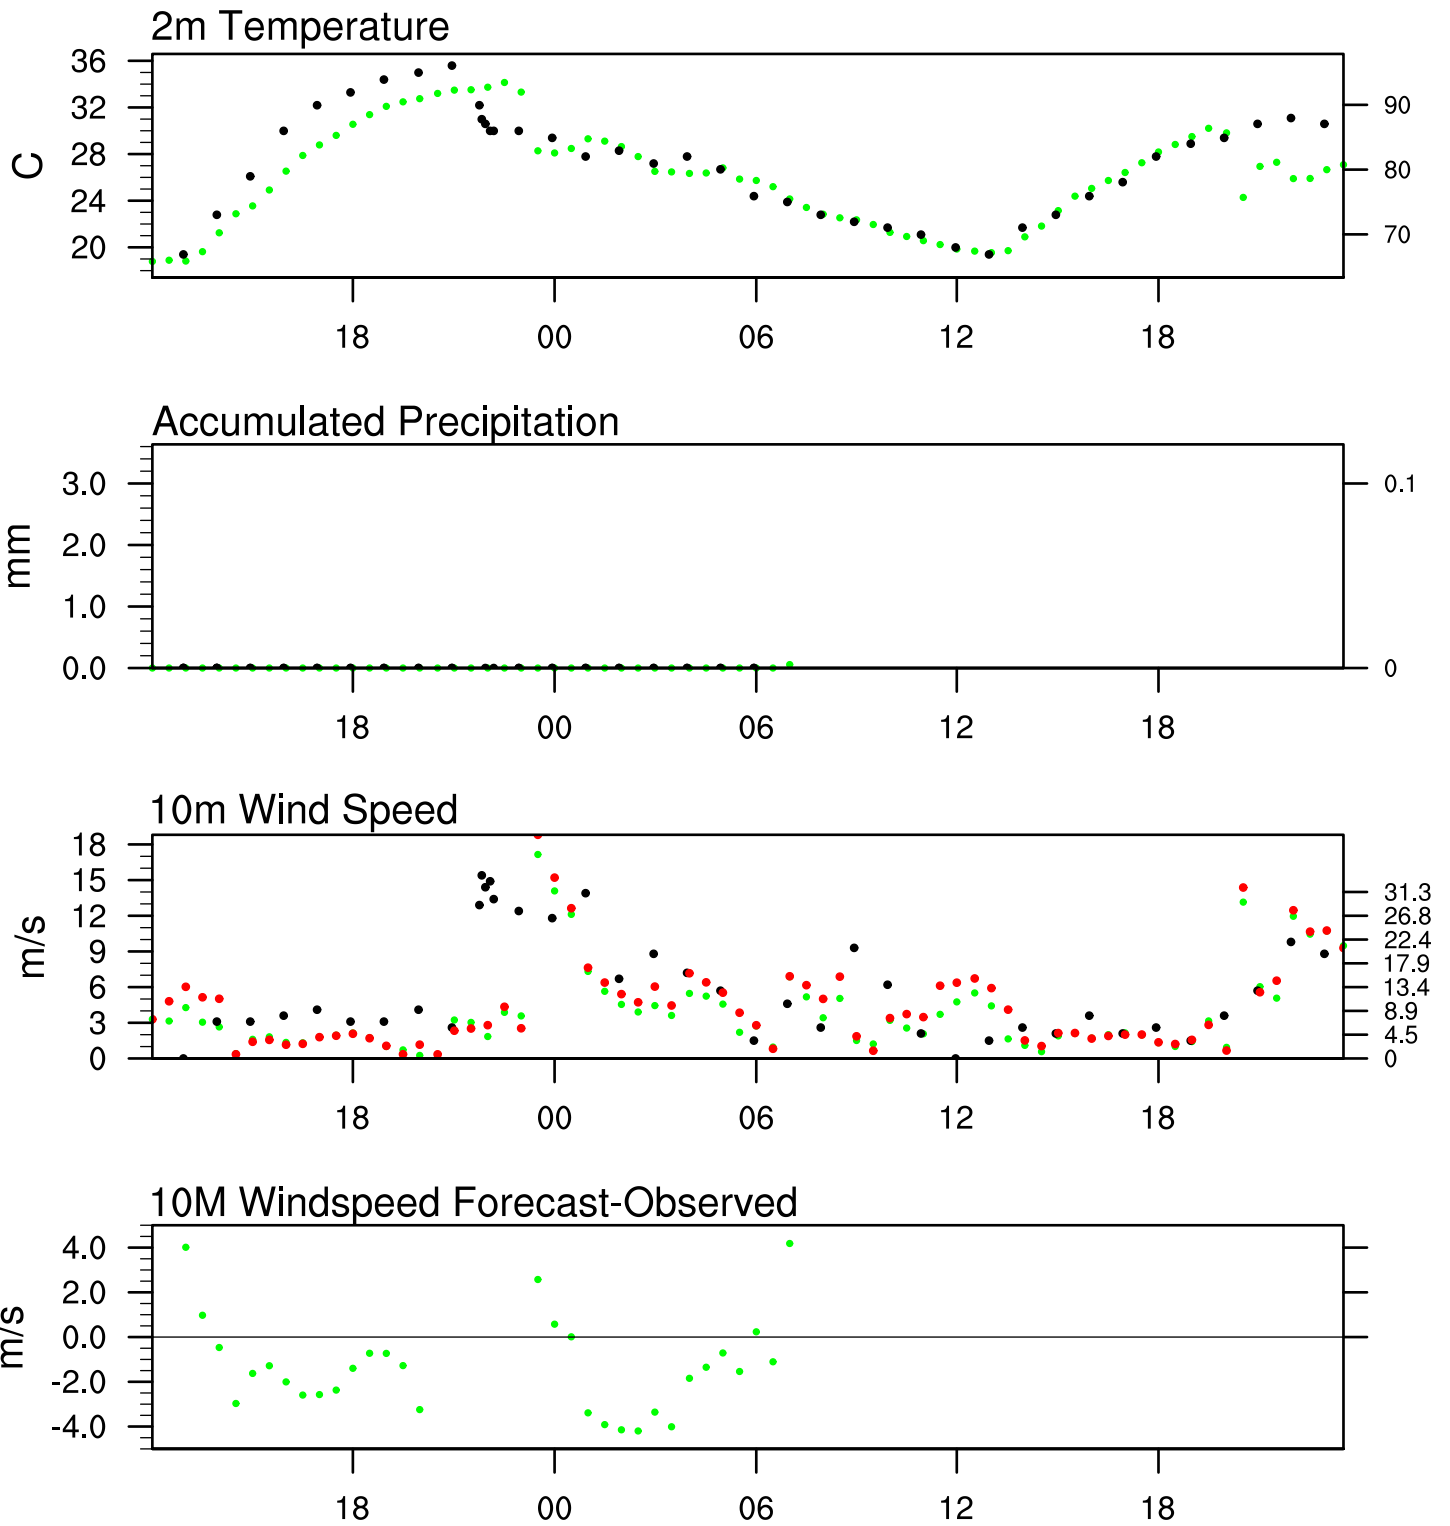 2m Temperature
36
32
28
24
20
C
90
80
70
18 00 06 12 18
Accumulated Precipitation
3.0
2.0
1.0
0.0
mm
0.1
0
18 00 06 12 18
10m Wind Speed
18
15
12
9
6
3
0
m/s
31.3
26.8
22.4
17.9
13.4
8.9
4.5
0
18 00 06 12 18
10M Windspeed Forecast-Observed
4.0
2.0
0.0
-2.0
-4.0
m/s
18 00 06 12 18